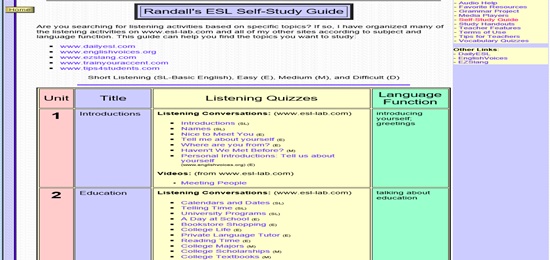 Home
Randall's ESL Self-Study Guide
Are you searching for listening activities based on specific topics? If so, I have organized many of
the listening activities on www.esl-lab.com and all of my other sites according to subject and
language function. This guide can help you find the topics you want to study.
www.dailyesl.com
www.englishvoices.org
www.ezslang.com
www.trainyouraccent.com
www.tips4students.com
Short Listening (SL-Basic English), Easy (E), Medium (M), and Difficult (D)
Unit
Title
Listening Quizzes
Language
Function
1
Introductions
Listening Conversations: (www.esl-lab.com)
Introductions (SL)
Names (SL)
Nice to Meet You (E)
Tell me about yourself (E)
Where are you from? (E)
Haven't We Met Before? (M)
Personal Introductions: Tell us about
yourself
(www.englishvoices.org) (E)
Videos: (from www.esl-lab.com)
Meeting People
introducing
yourself;
greetings
2
Education
Listening Conversations: (www.esl-lab.com)
Calendars and Dates (SL)
Telling Time (SL)
University Programs (SL)
A Day at School (E)
Bookstore Shopping (E)
College Life (E)
Private Language Tutor (E)
Reading Time (E)
College Majors (M)
College Scholarships (M)
College Textbooks (M)
talking about
education
- Audio Help
- Favorite Resources
- Grant Project
- Media Player
- Self-Study Guide
- Study Handouts
- Teacher Features
- Terms of Use
- Tips for Teachers
- Vocabulary Quizzes
Other Links:
- DailyESL
- EnglishVoices
- EZSlang